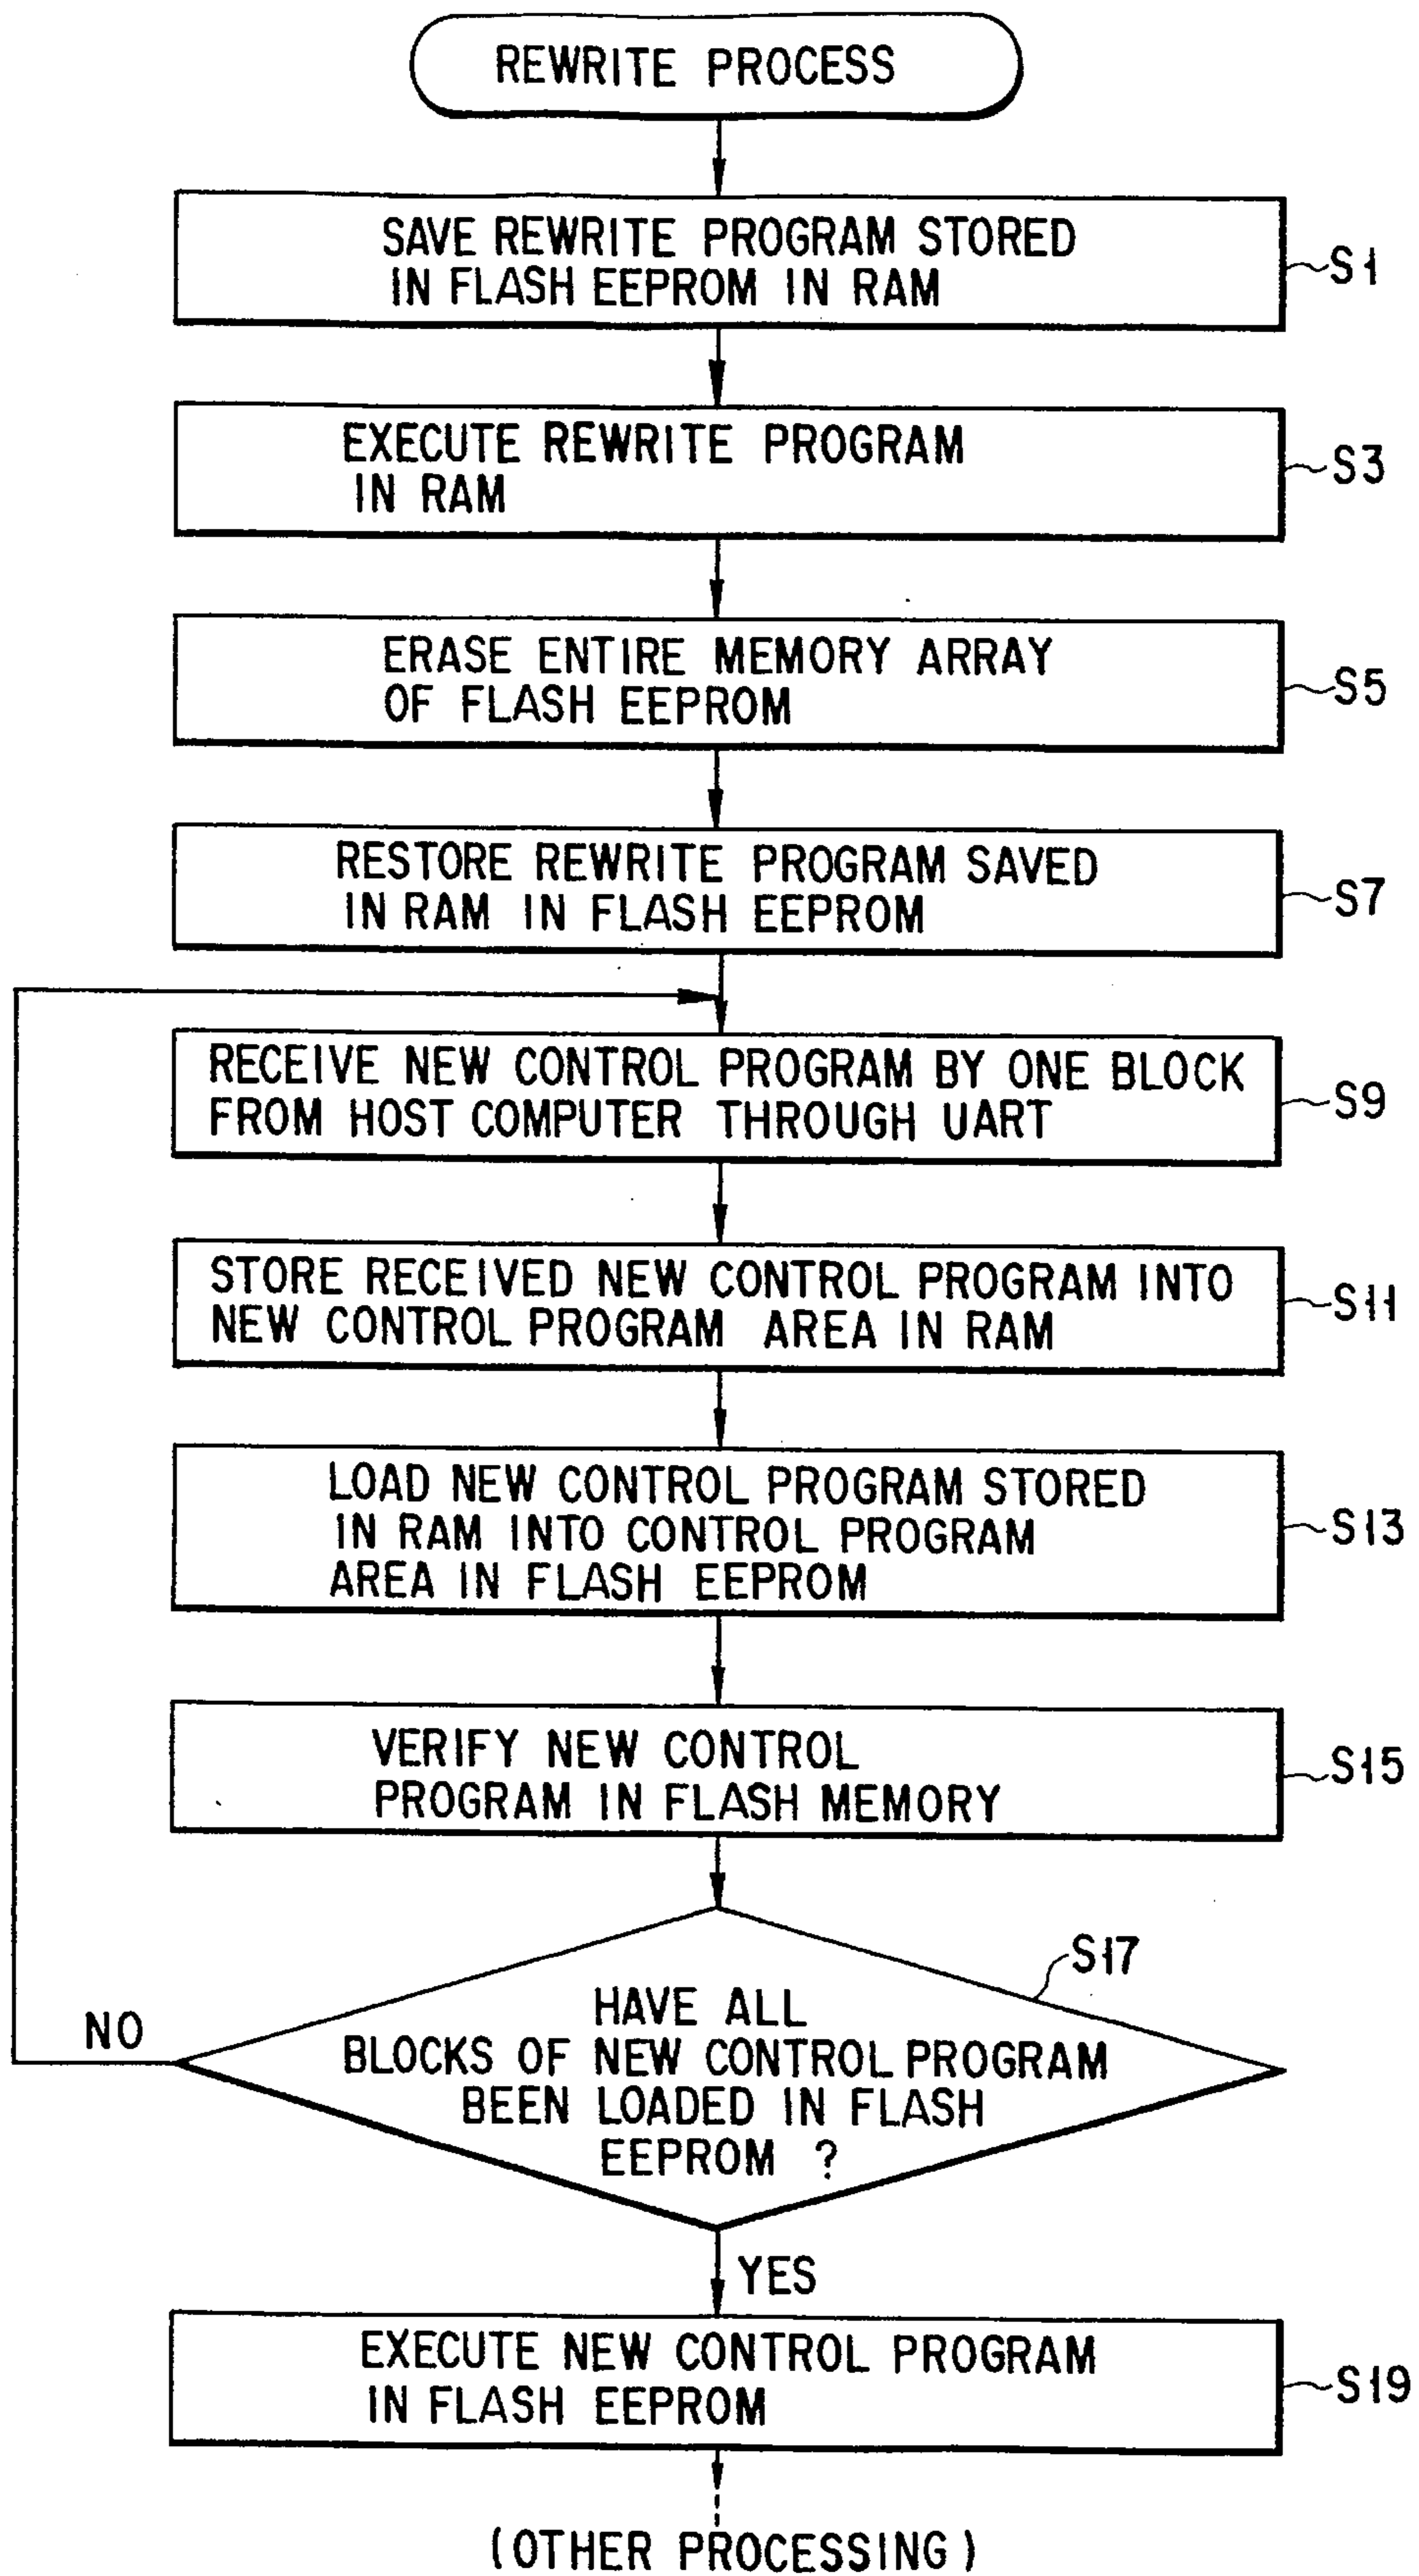 REWRITE PROCESS
SAVE REWRITE PROGRAM STORED
IN FLASH EEPROM IN RAM
S1
EXECUTE REWRITE PROGRAM
IN RAM
S3
ERASE ENTIRE MEMORY ARRAY
OF FLASH EEPROM
S5
RESTORE REWRITE PROGRAM SAVED
IN RAM IN FLASH EEPROM
S7
RECEIVE NEW CONTROL PROGRAM BY ONE BLOCK
FROM HOST COMPUTER THROUGH UART
S9
STORE RECEIVED NEW CONTROL PROGRAM INTO
NEW CONTROL PROGRAM AREA IN RAM
S11
LOAD NEW CONTROL PROGRAM STORED
IN RAM INTO CONTROL PROGRAM
AREA IN FLASH EEPROM
S13
VERIFY NEW CONTROL
PROGRAM IN FLASH MEMORY
S15
S17
HAVE ALL
BLOCKS OF NEW CONTROL PROGRAM
BEEN LOADED IN FLASH
EEPROM ?
NO
YES
EXECUTE NEW CONTROL PROGRAM
IN FLASH EEPROM
S19
(OTHER PROCESSING)